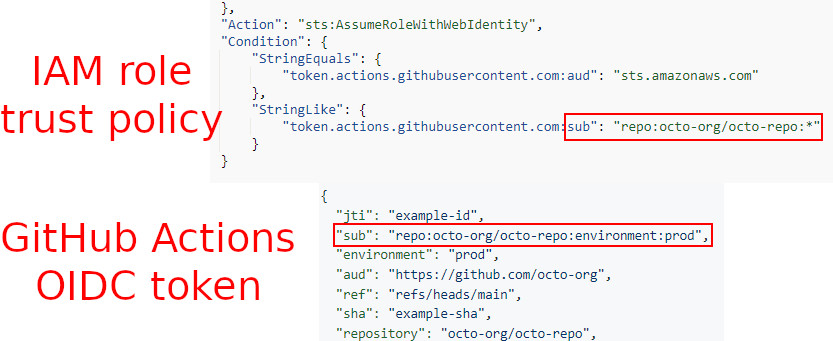 },
"Action": "sts:AssumeRoleWithWebIdentity",
"Condition": {
"StringEquals": {
"token.actions.githubusercontent.com:aud": "sts.amazonaws.com"
},
"StringLike": {
"token.actions.githubusercontent.com:sub": "repo:octo-org/octo-repo:*"
}
}
IAM role
trust policy
{
"jti": "example-id",
"sub": "repo:octo-org/octo-repo:environment:prod",
"environment": "prod",
"aud": "https://github.com/octo-org",
"ref": "refs/heads/main",
"sha": "example-sha",
"repository": "octo-org/octo-repo",
GitHub Actions
OIDC token